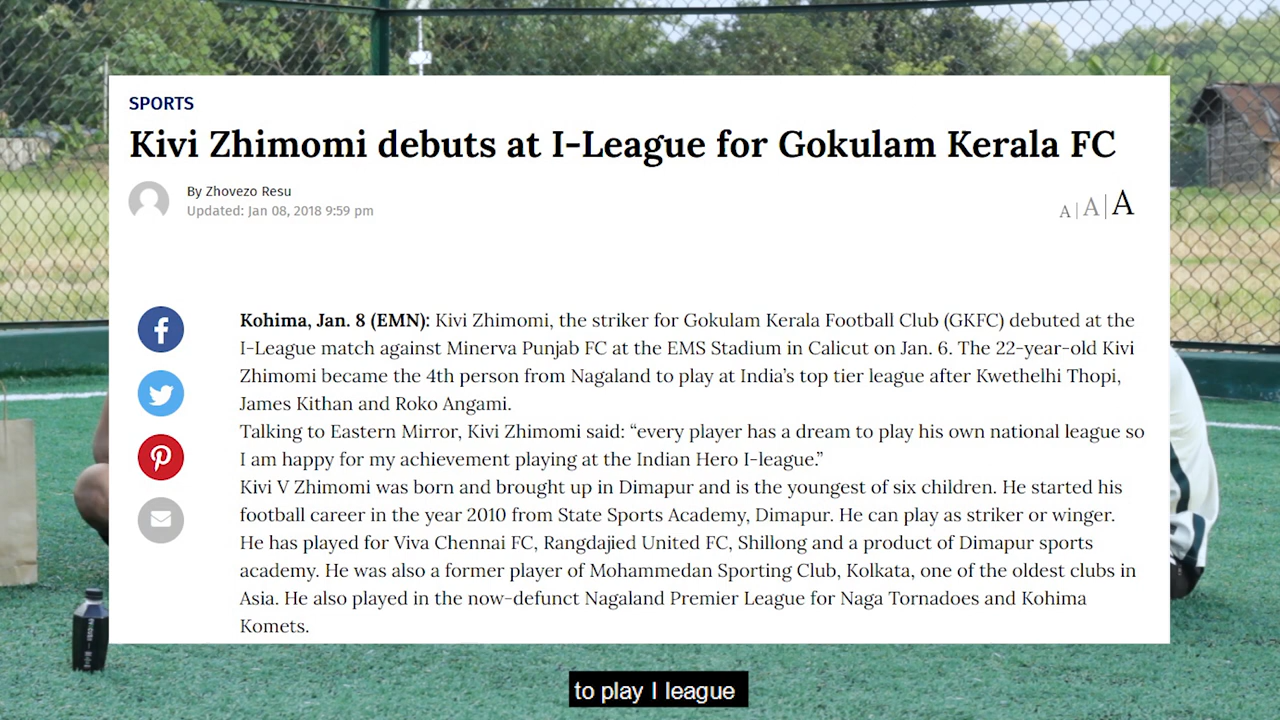 SPORTS
Kivi Zhimomi debuts at I-League for Gokulam Kerala FC
By Zhovezo Resu
Updated: Jan 08, 2018 9:59 pm
A | A | A
Kohima, Jan. 8 (EMN): Kivi Zhimomi, the striker for Gokulam Kerala Football Club (GKFC) debuted at the
I-League match against Minerva Punjab FC at the EMS Stadium in Calicut on Jan. 6. The 22-year-old Kivi
Zhimomi became the 4th person from Nagaland to play at India’s top tier league after Kwethelhi Thopi,
James Kithan and Roko Angami.
Talking to Eastern Mirror, Kivi Zhimomi said: “every player has a dream to play his own national league so
I am happy for my achievement playing at the Indian Hero I-league.”
Kivi V Zhimomi was born and brought up in Dimapur and is the youngest of six children. He started his
football career in the year 2010 from State Sports Academy, Dimapur. He can play as striker or winger.
He has played for Viva Chennai FC, Rangdajied United FC, Shillong and a product of Dimapur sports
academy. He was also a former player of Mohammedan Sporting Club, Kolkata, one of the oldest clubs in
Asia. He also played in the now-defunct Nagaland Premier League for Naga Tornadoes and Kohima
Komets.
to play I league